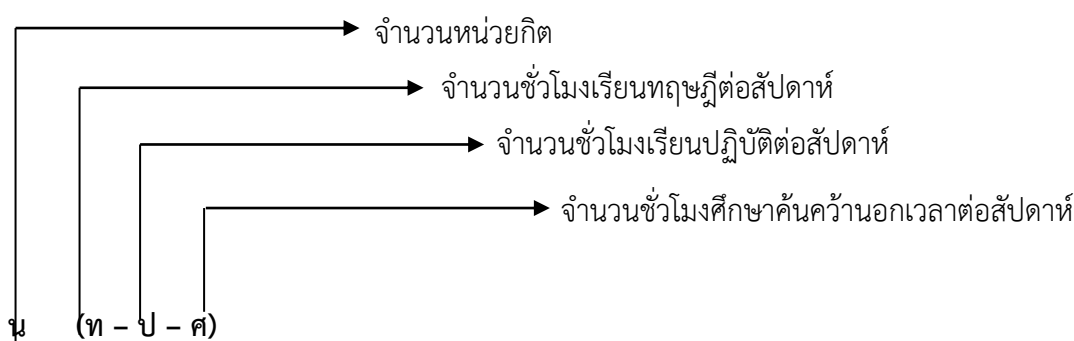 จำนวนหน่วยกิต
จำนวนชั่วโมงเรียนทฤษฎีต่อสัปดาห์
จำนวนชั่วโมงเรียนปฏิบัติต่อสัปดาห์
จำนวนชั่วโมงศึกษาค้นคว้านอกเวลาต่อสัปดาห์
น (ท – ป – ศ)